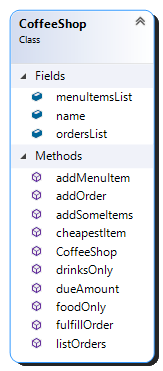 CoffeeShop
Class
Fields
menuItemsList
name
ordersList
Methods
addMenuItem
addOrder
addSomeItems
cheapestItem
CoffeeShop
drinksOnly
dueAmount
foodOnly
fulfillOrder
listOrders